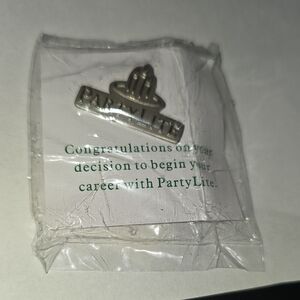 PARTYLITE
Congratulations on your
decision to begin your
career with PartyLite.